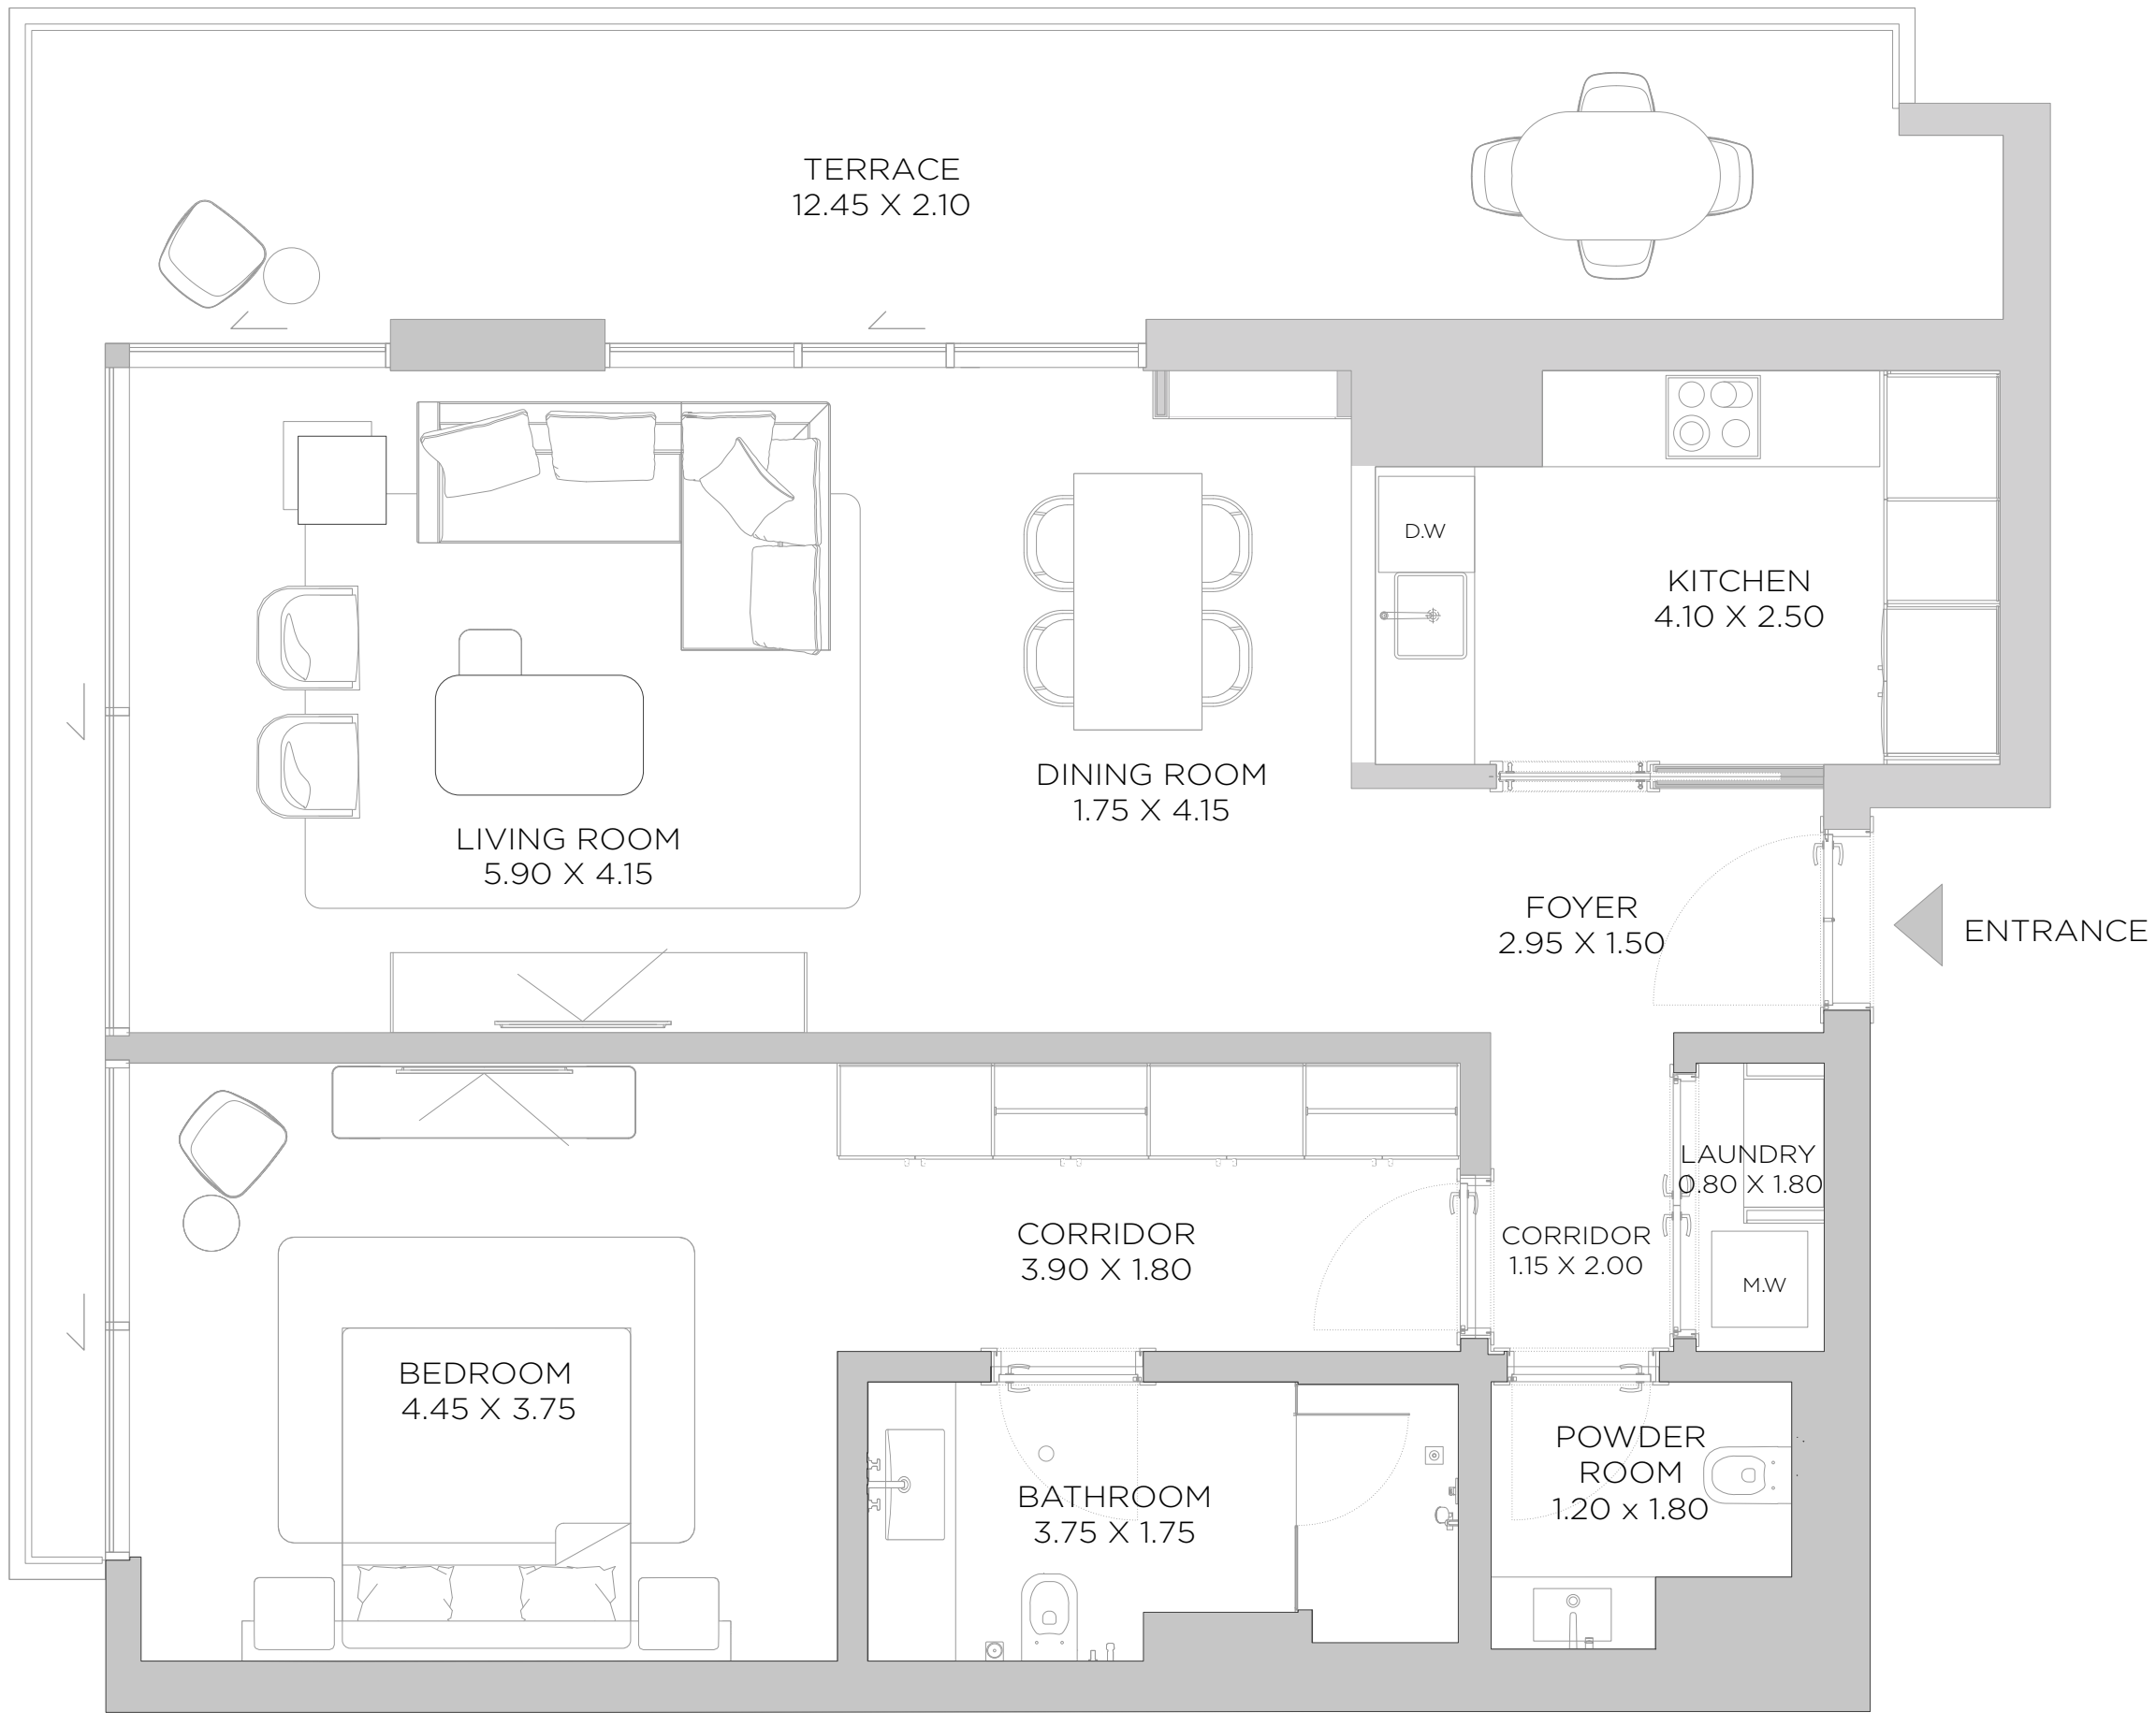 TERRACE
12.45 X 2.10
D.W
KITCHEN
4.10 X 2.50
DINING ROOM
1.75 X 4.15
LIVING ROOM
5.90 X 4.15
FOYER
2.95 X 1.50
ENTRANCE
LAUNDRY
0.80 X 1.80
CORRIDOR
3.90 X 1.80
CORRIDOR
1.15 X 2.00
M.W
BEDROOM
4.45 X 3.75
POWDER
ROOM
1.20 x 1.80
BATHROOM
3.75 X 1.75